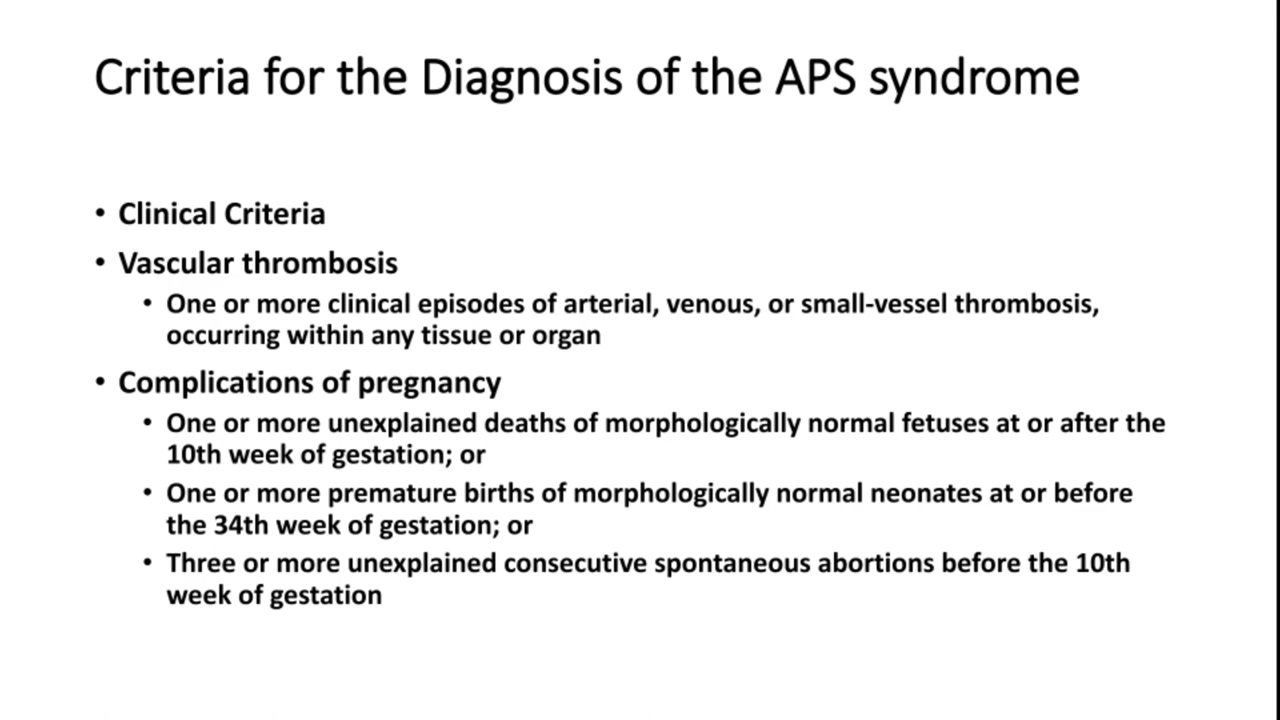 Criteria for the Diagnosis of the APS syndrome
• Clinical Criteria
• Vascular thrombosis
• One or more clinical episodes of arterial, venous, or small-vessel thrombosis,
occurring within any tissue or organ
• Complications of pregnancy
• One or more unexplained deaths of morphologically normal fetuses at or after the
10th week of gestation; or
• One or more premature births of morphologically normal neonates at or before
the 34th week of gestation; or
• Three or more unexplained consecutive spontaneous abortions before the 10th
week of gestation